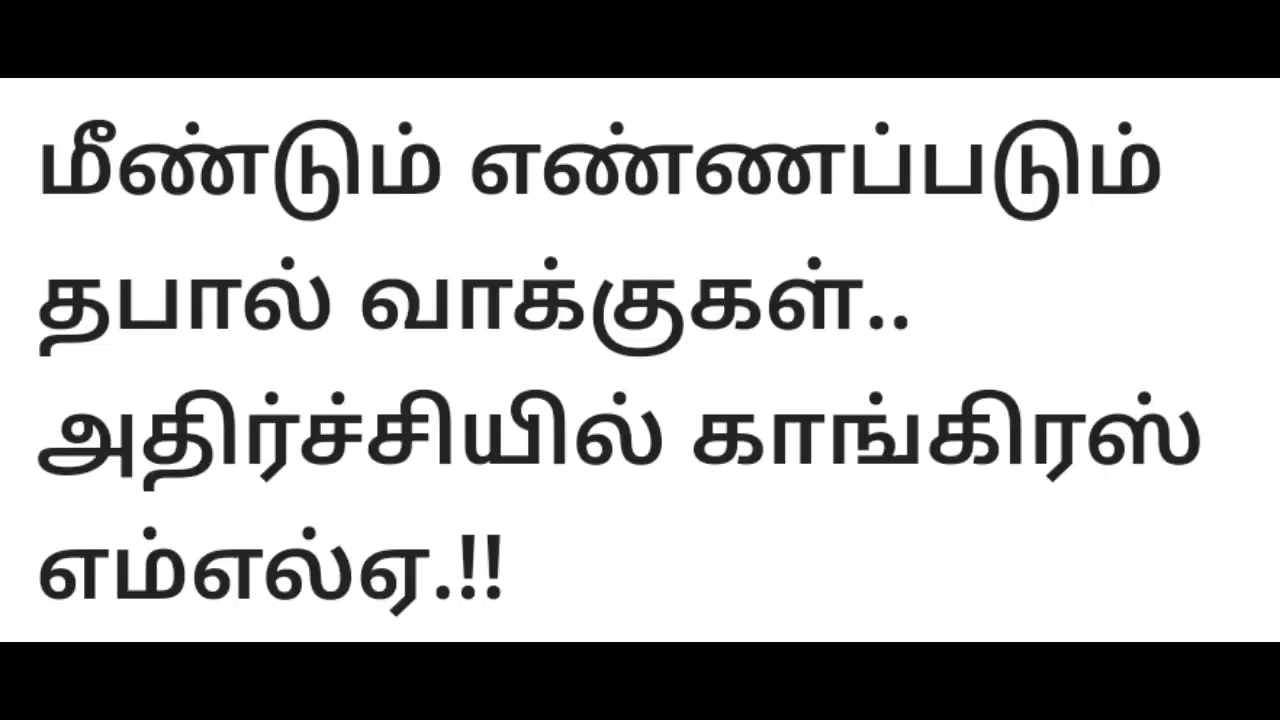 மீண்டும் எண்ணப்படும்
தபால் வாக்குகள்..
அதிர்ச்சியில் காங்கிரஸ்
எம்எல்ஏ.!!